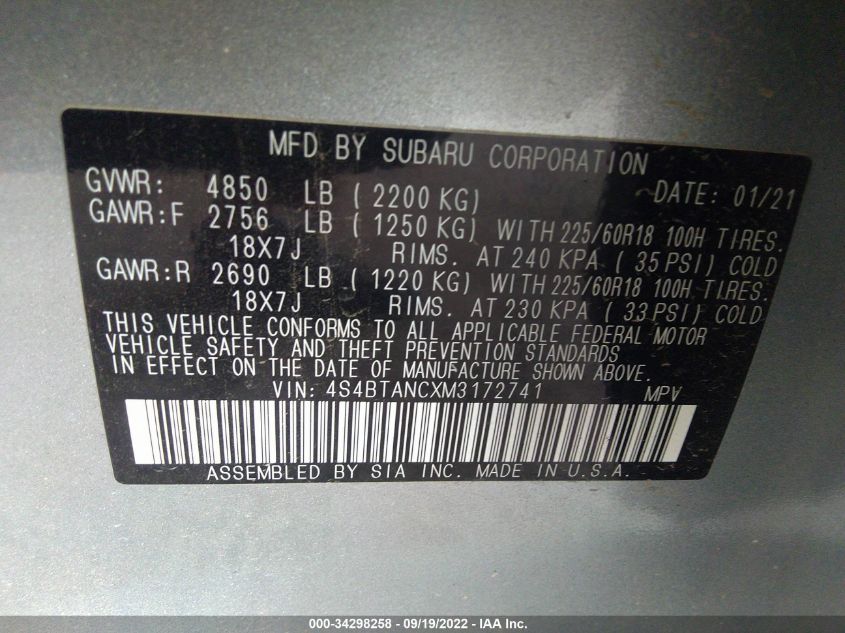 MFD BY SUBARU CORPORATION
GVWR: 4850 LB ( 2200 KG) DATE: 01/21
GAWR:F 2756 LB ( 1250 KG) WITH 225/60R18 100H TIRES.
18X7J RIMS. AT 240 KPA ( 35 PSI) COLD
GAWR:R 2690 LB ( 1220 KG) WITH 225/60R18 100H TIRES.
18X7J RIMS. AT 230 KPA ( 33 PSI) COLD
THIS VEHICLE CONFORMS TO ALL APPLICABLE FEDERAL MOTOR
VEHICLE SAFETY AND THEFT PREVENTION STANDARDS
IN EFFECT ON THE DATE OF MANUFACTURE SHOWN ABOVE.
VIN: 4S4BTANCXM3172741 MPV
ASSEMBLED BY SIA INC. MADE IN U.S.A.
000-34298258 - 09/19/2022 - IAA Inc.